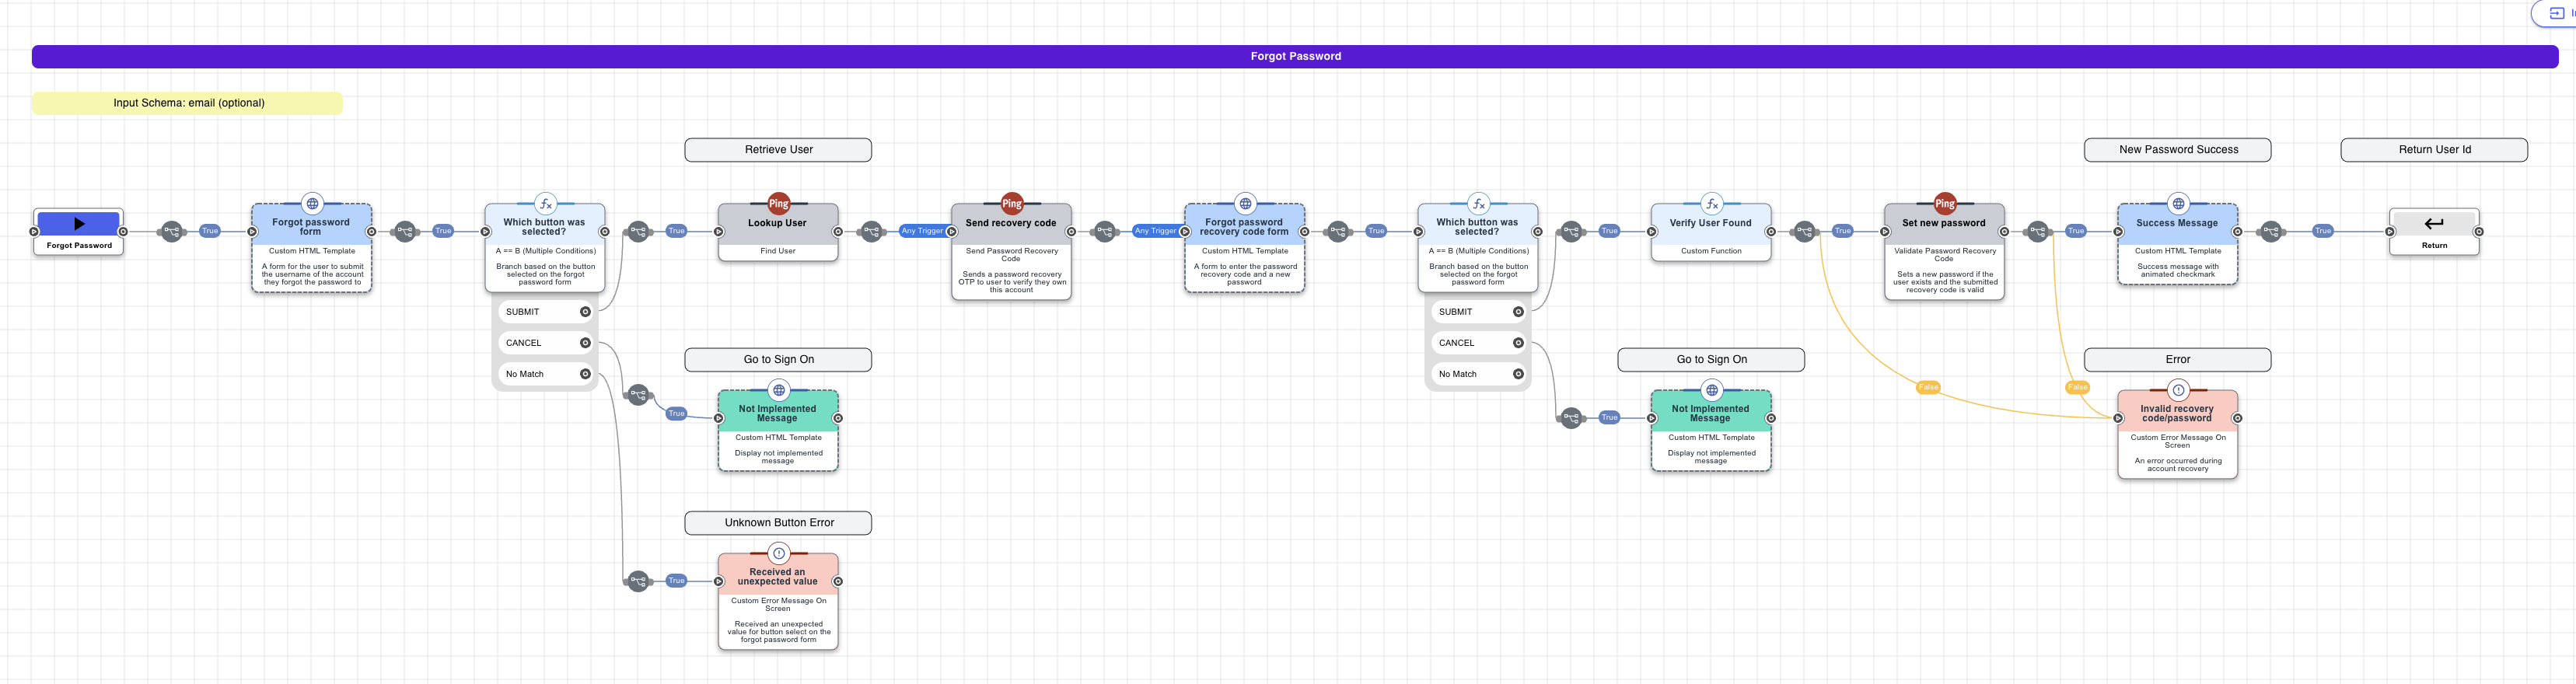 Forgot Password
Input Schema: email (optional)
Retrieve User
New Password Success
Return User Id
Forgot Password
True
Forgot password
form
Custom HTML Template
A form for the user to submit
the username of the account
they forgot the password to
True
Which button was
selected?
A == B (Multiple Conditions)
Branch based on the button
selected on the forgot
password form
SUBMIT
CANCEL
No Match
True
Ping
Lookup User
Find User
Any Trigger
Ping
Send recovery code
Send Password Recovery
Code
Sends a password recovery
OTP to user to verify they own
this account
Any Trigger
Forgot password
recovery code form
Custom HTML Template
A form to enter the password
recovery code and a new
password
True
Which button was
selected?
A == B (Multiple Conditions)
Branch based on the button
selected on the forgot
password form
SUBMIT
CANCEL
No Match
True
Verify User Found
Custom Function
True
Ping
Set new password
Validate Password Recovery
Code
Sets a new password if the
user exists and the submitted
recovery code is valid
True
Success Message
Custom HTML Template
Success message with
animated checkmark
True
Return
Go to Sign On
True
Not Implemented
Message
Custom HTML Template
Display not implemented
message
Go to Sign On
True
Not Implemented
Message
Custom HTML Template
Display not implemented
message
False
False
Error
Invalid recovery
code/password
Custom Error Message On
Screen
An error occurred during
account recovery
Unknown Button Error
True
Received an
unexpected value
Custom Error Message On
Screen
Received an unexpected
value for button select on the
forgot password form